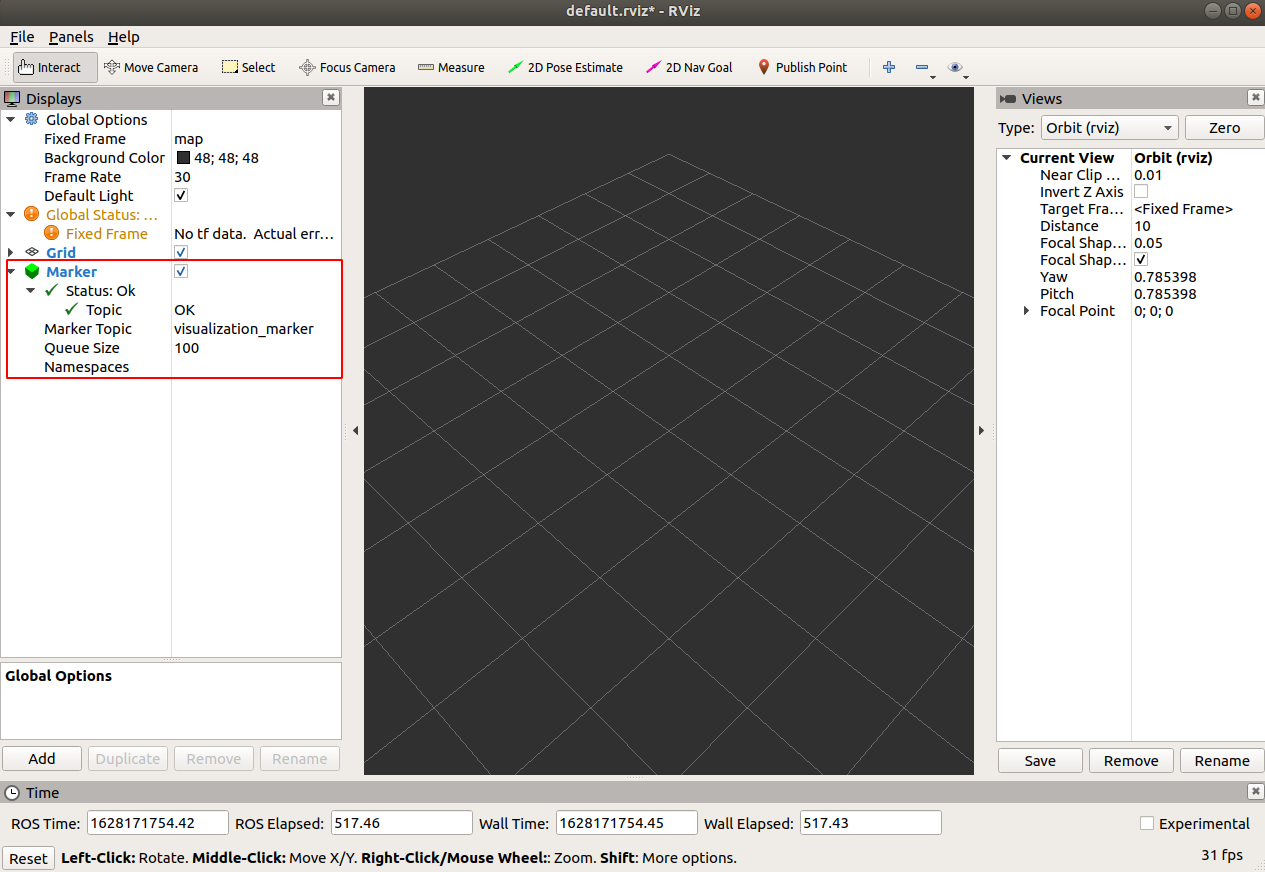 default.rviz* - RViz
File Panels Help
Interact Move Camera Select Focus Camera Measure 2D Pose Estimate 2D Nav Goal Publish Point
Displays
Global Options
Fixed Frame map
Background Color 48; 48; 48
Frame Rate 30
Default Light
Global Status: ...
Fixed Frame No tf data. Actual err...
Grid
Marker
Status: Ok
Topic OK
Marker Topic visualization_marker
Queue Size 100
Namespaces
Global Options
Add Duplicate Remove Rename
Views
Type: Orbit (rviz) Zero
Current View Orbit (rviz)
Near Clip ... 0.01
Invert Z Axis
Target Fra... <Fixed Frame>
Distance 10
Focal Shap... 0.05
Focal Shap...
Yaw 0.785398
Pitch 0.785398
Focal Point 0; 0; 0
Save Remove Rename
Time
ROS Time: 1628171754.42 ROS Elapsed: 517.46 Wall Time: 1628171754.45 Wall Elapsed: 517.43 Experimental
Reset Left-Click: Rotate. Middle-Click: Move X/Y. Right-Click/Mouse Wheel:: Zoom. Shift: More options. 31 fps